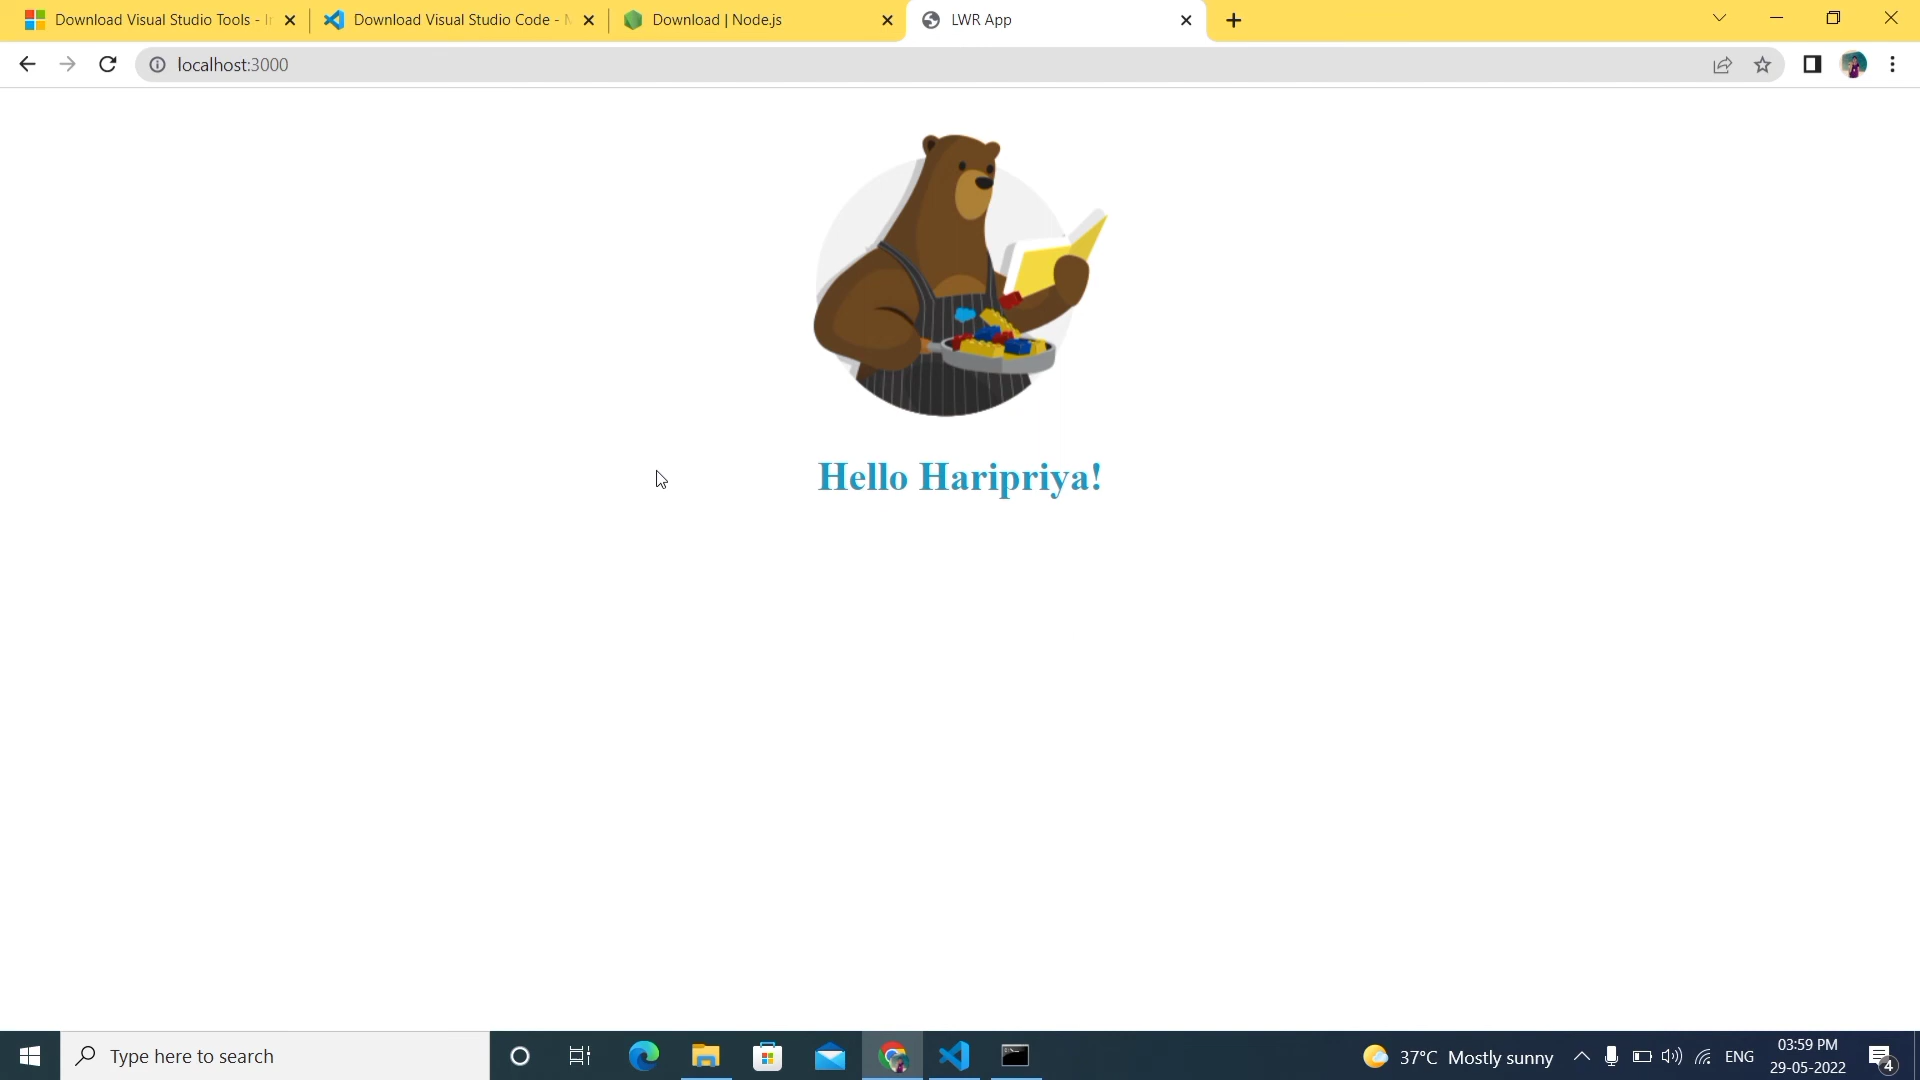 Download Visual Studio Tools - I
Download Visual Studio Code - M
Download | Node.js
LWR App
localhost:3000
Hello Haripriya!
Type here to search
37°C Mostly sunny
ENG
03:59 PM
29-05-2022
4